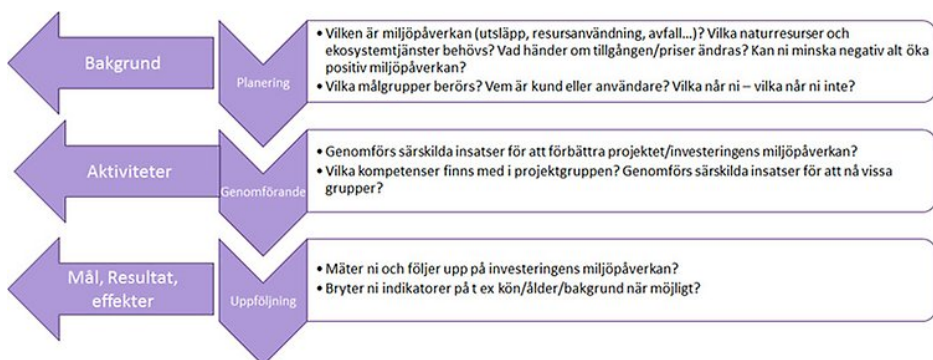 Bakgrund
Planering
• Vilken är miljöpåverkan (utsläpp, resursanvändning, avfall...)? Vilka naturresurser och
ekosystemtjänster behövs? Vad händer om tillgången/priser ändras? Kan ni minska negativ alt öka
positiv miljöpåverkan?
• Vilka målgrupper berörs? Vem är kund eller användare? Vilka når ni – vilka når ni inte?
Aktiviteter
Genomförande
• Genomförs särskilda insatser för att förbättra projektet/investeringens miljöpåverkan?
• Vilka kompetenser finns med i projektgruppen? Genomförs särskilda insatser för att nå vissa
grupper?
Mål, Resultat,
effekter
Uppföljning
• Mäter ni och följer upp på investeringens miljöpåverkan?
• Bryter ni indikatorer på t ex kön/ålder/bakgrund när möjligt?